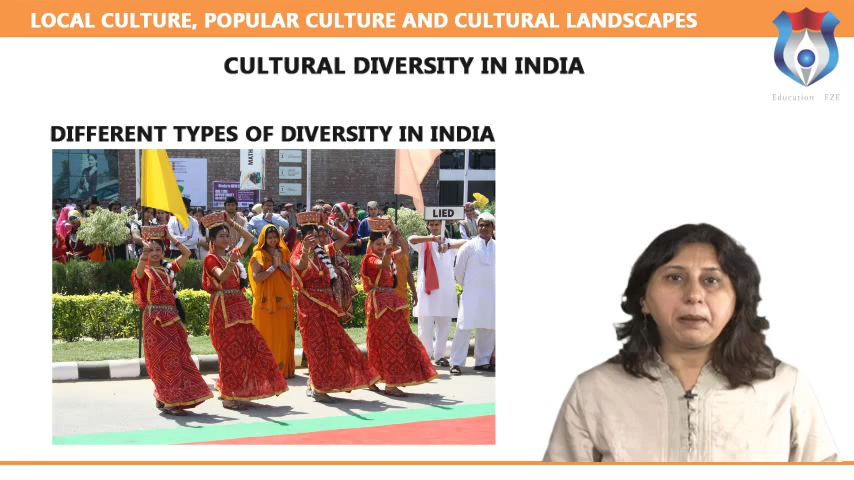 LOCAL CULTURE, POPULAR CULTURE AND CULTURAL LANDSCAPES
CULTURAL DIVERSITY IN INDIA
Education FZE
DIFFERENT TYPES OF DIVERSITY IN INDIA
MATH
LIED